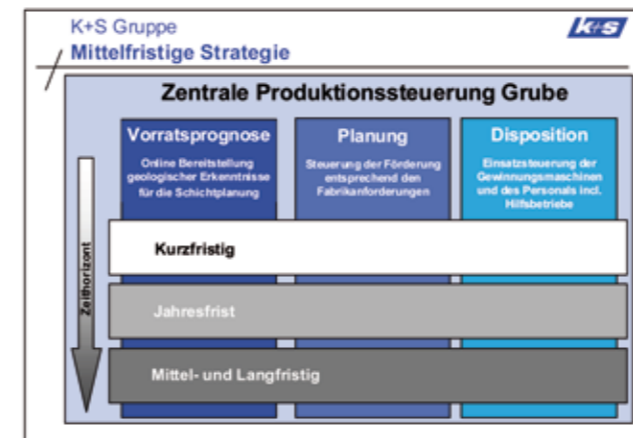 K+S Gruppe
k+s
Mittelfristige Strategie
Zentrale Produktionssteuerung Grube
Vorratsprognose
Online Bereitstellung
geologischer Erkenntnisse
für die Schichtplanung
Planung
Steuerung der Förderung
entsprechend den
Fabrikanforderungen
Disposition
Einsatzsteuerung der
Gewinnungsmaschinen
und des Personals incl.
Hilfsbetriebe
Zeithorizont
Kurzfristig
Jahresfrist
Mittel- und Langfristig